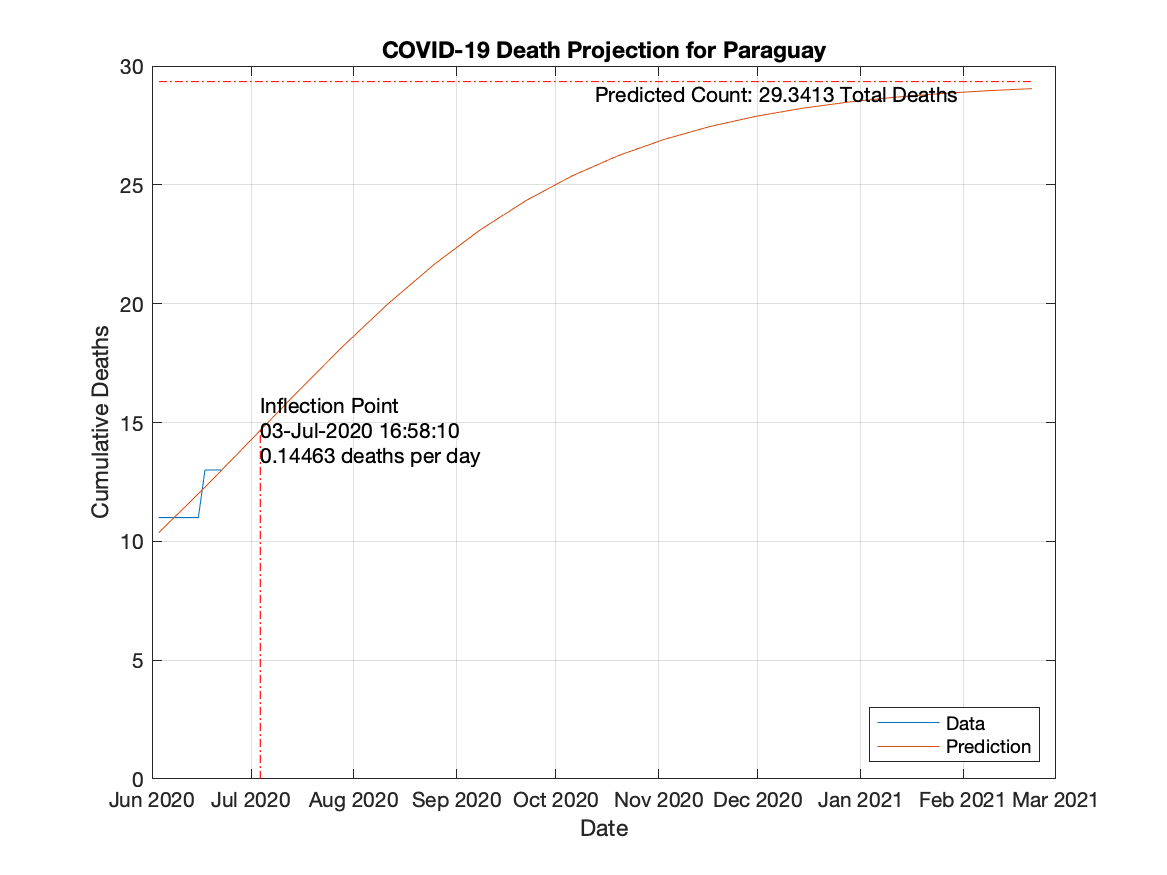 COVID-19 Death Projection for Paraguay
30
Predicted Count: 29.3413 Total Deaths
25
20
15
10
5
0
Cumulative Deaths
Inflection Point
03-Jul-2020 16:58:10
0.14463 deaths per day
Data
Prediction
Jun 2020 Jul 2020 Aug 2020 Sep 2020 Oct 2020 Nov 2020 Dec 2020 Jan 2021 Feb 2021 Mar 2021
Date